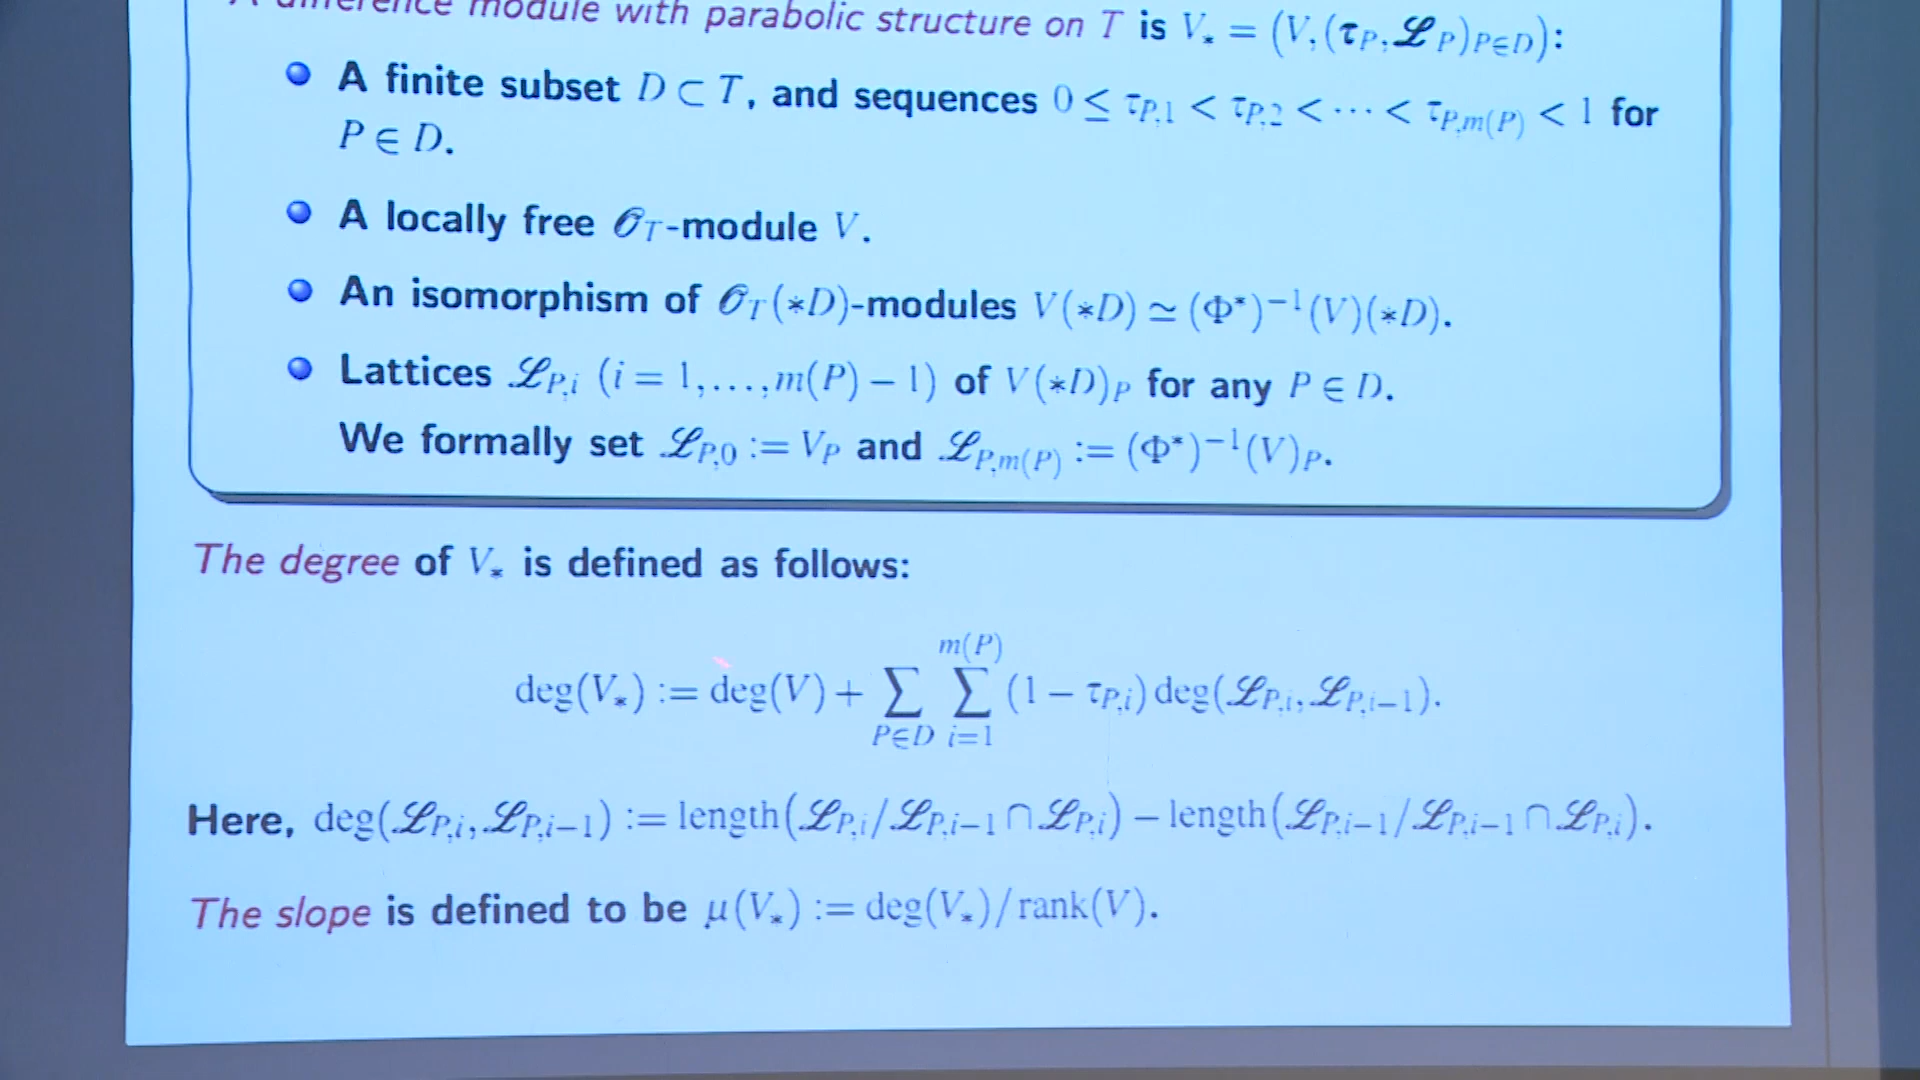 A difference module with parabolic structure on T is V_* = (V, (τ_P, ℒ_P)_{P∈D}):
A finite subset D ⊂ T, and sequences 0 ≤ τ_{P,1} < τ_{P,2} < ⋯ < τ_{P,m(P)} < 1 for
P ∈ D.
A locally free 𝒪_T-module V.
An isomorphism of 𝒪_T(*D)-modules V(*D) ≃ (Φ*)^{-1}(V)(*D).
Lattices ℒ_{P,i} (i = 1,…,m(P) − 1) of V(*D)_P for any P ∈ D.
We formally set ℒ_{P,0} := V_P and ℒ_{P,m(P)} := (Φ*)^{-1}(V)_P.
The degree of V_* is defined as follows:
deg(V_*) := deg(V) + ∑_{P∈D} ∑_{i=1}^{m(P)} (1 − τ_{P,i}) deg(ℒ_{P,i}, ℒ_{P,i−1}).
Here, deg(ℒ_{P,i}, ℒ_{P,i−1}) := length(ℒ_{P,i}/ℒ_{P,i−1} ∩ ℒ_{P,i}) − length(ℒ_{P,i−1}/ℒ_{P,i−1} ∩ ℒ_{P,i}).
The slope is defined to be μ(V_*) := deg(V_*)/rank(V).